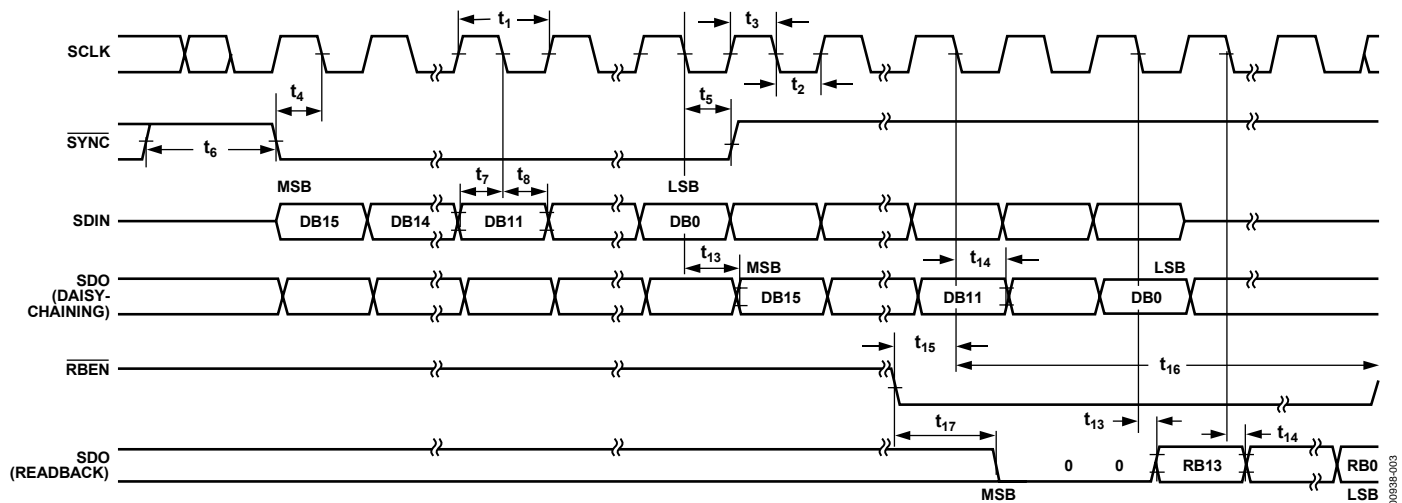 t1
t3
SCLK
t2
t4
t5
SYNC
t6
MSB
t7
t8
LSB
SDIN
DB15
DB14
DB11
DB0
t13
MSB
t14
LSB
SDO
(DAISY-
CHAINING)
DB15
DB11
DB0
t15
RBEN
t16
t17
t13
t14
SDO
(READBACK)
0
0
RB13
RB0
MSB
LSB
00938-003